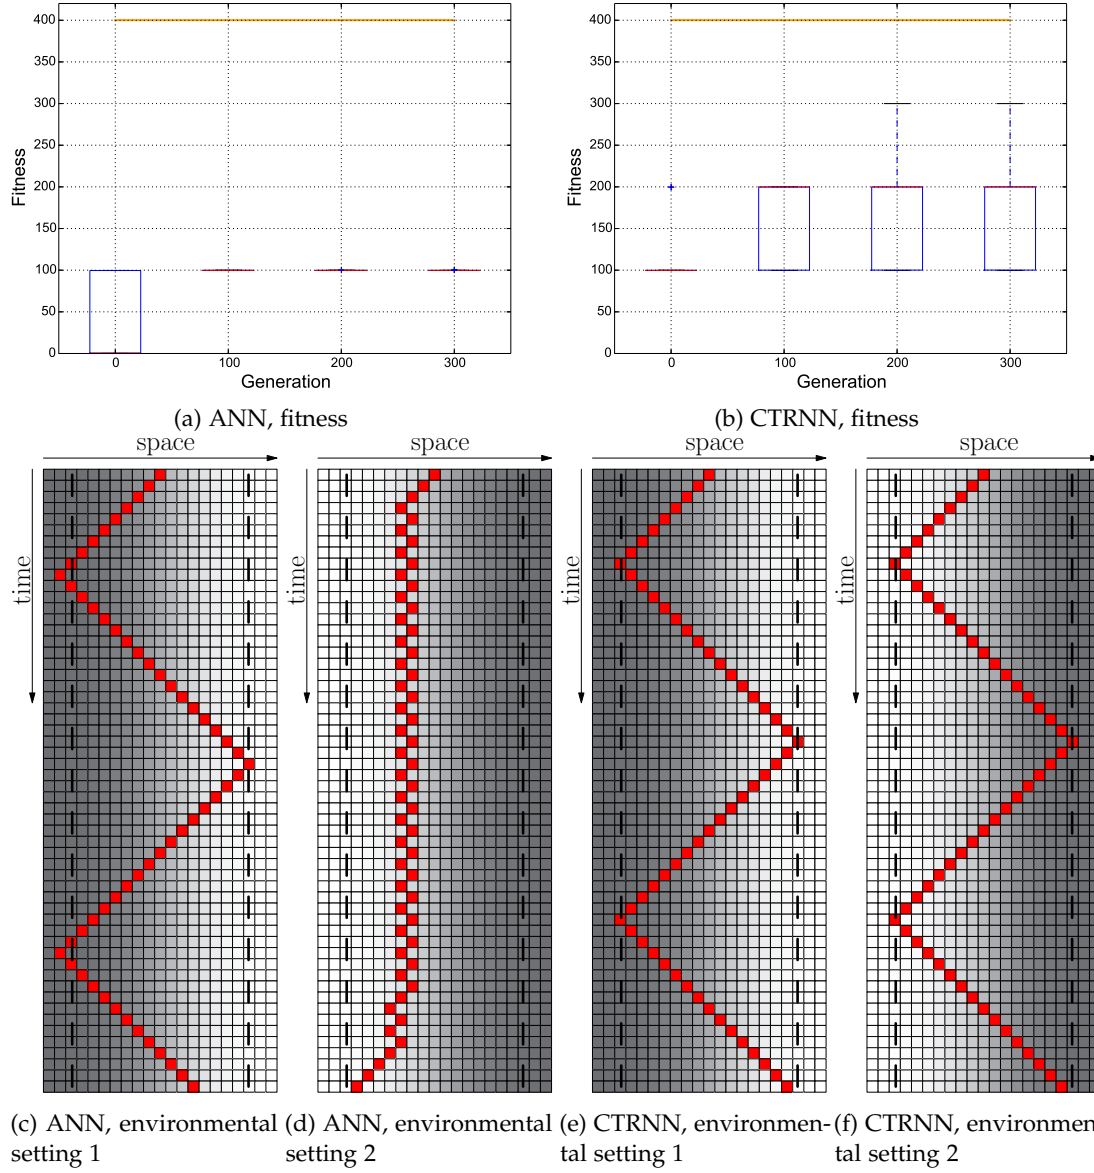 400
350
300
250
200
150
100
50
0
Fitness
0 100 200 300
Generation
(a) ANN, fitness
400
350
300
250
200
150
100
50
0
Fitness
0 100 200 300
Generation
(b) CTRNN, fitness
space
time
space
time
space
time
space
time
(c) ANN, environmental
setting 1
(d) ANN, environmental
setting 2
(e) CTRNN, environmen-
tal setting 1
(f) CTRNN, environmen
tal setting 2